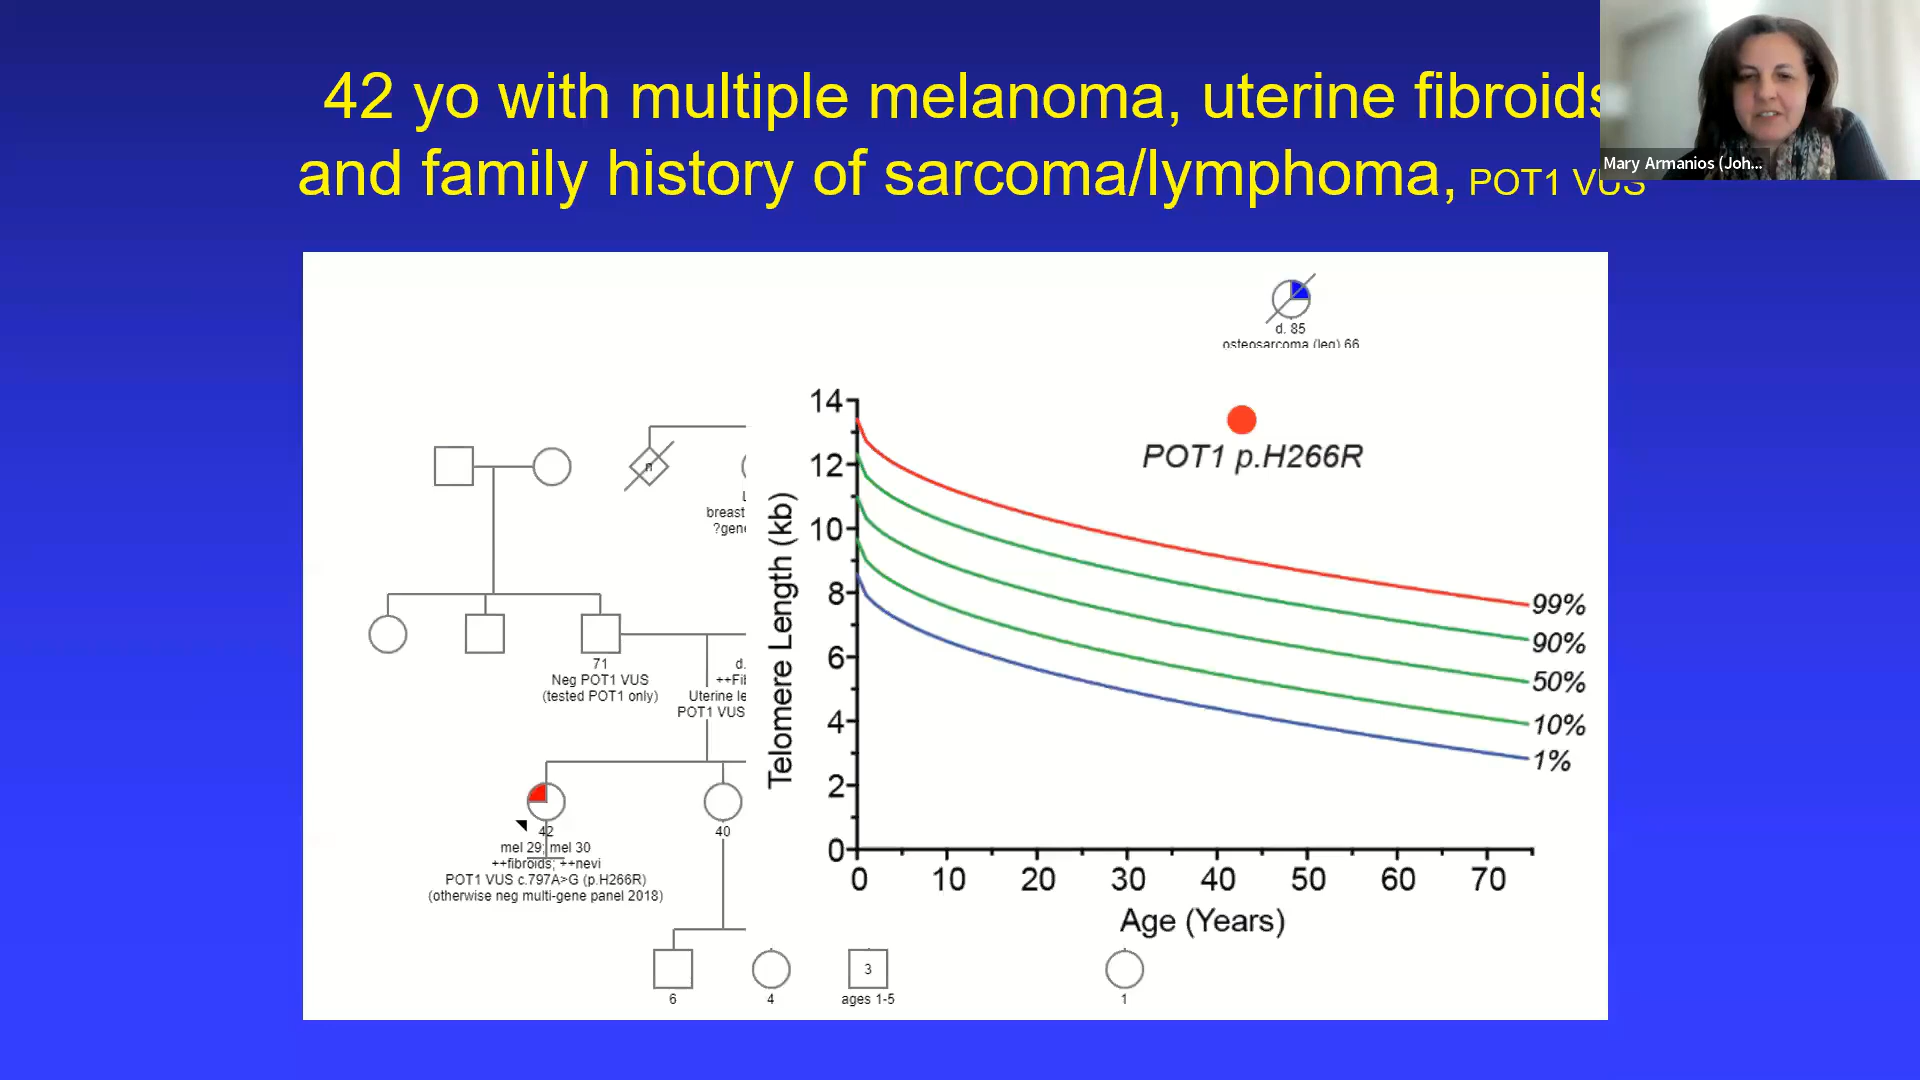 42 yo with multiple melanoma, uterine fibroids
and family history of sarcoma/lymphoma, POT1 VUS
Mary Armanios (Joh...
d. 85
osteosarcoma (leg) 66
n
breast
?gene
71
Neg POT1 VUS
(tested POT1 only)
d.
Uterine le
POT1 VUS
42
mel 29; mel 30
++fibroids; ++nevi
POT1 VUS c.797A>G (p.H266R)
(otherwise neg multi-gene panel 2018)
40
6
4
3
ages 1-5
1
Telomere Length (kb)
14
12
10
8
6
4
2
0
POT1 p.H266R
99%
90%
50%
10%
1%
0 10 20 30 40 50 60 70
Age (Years)